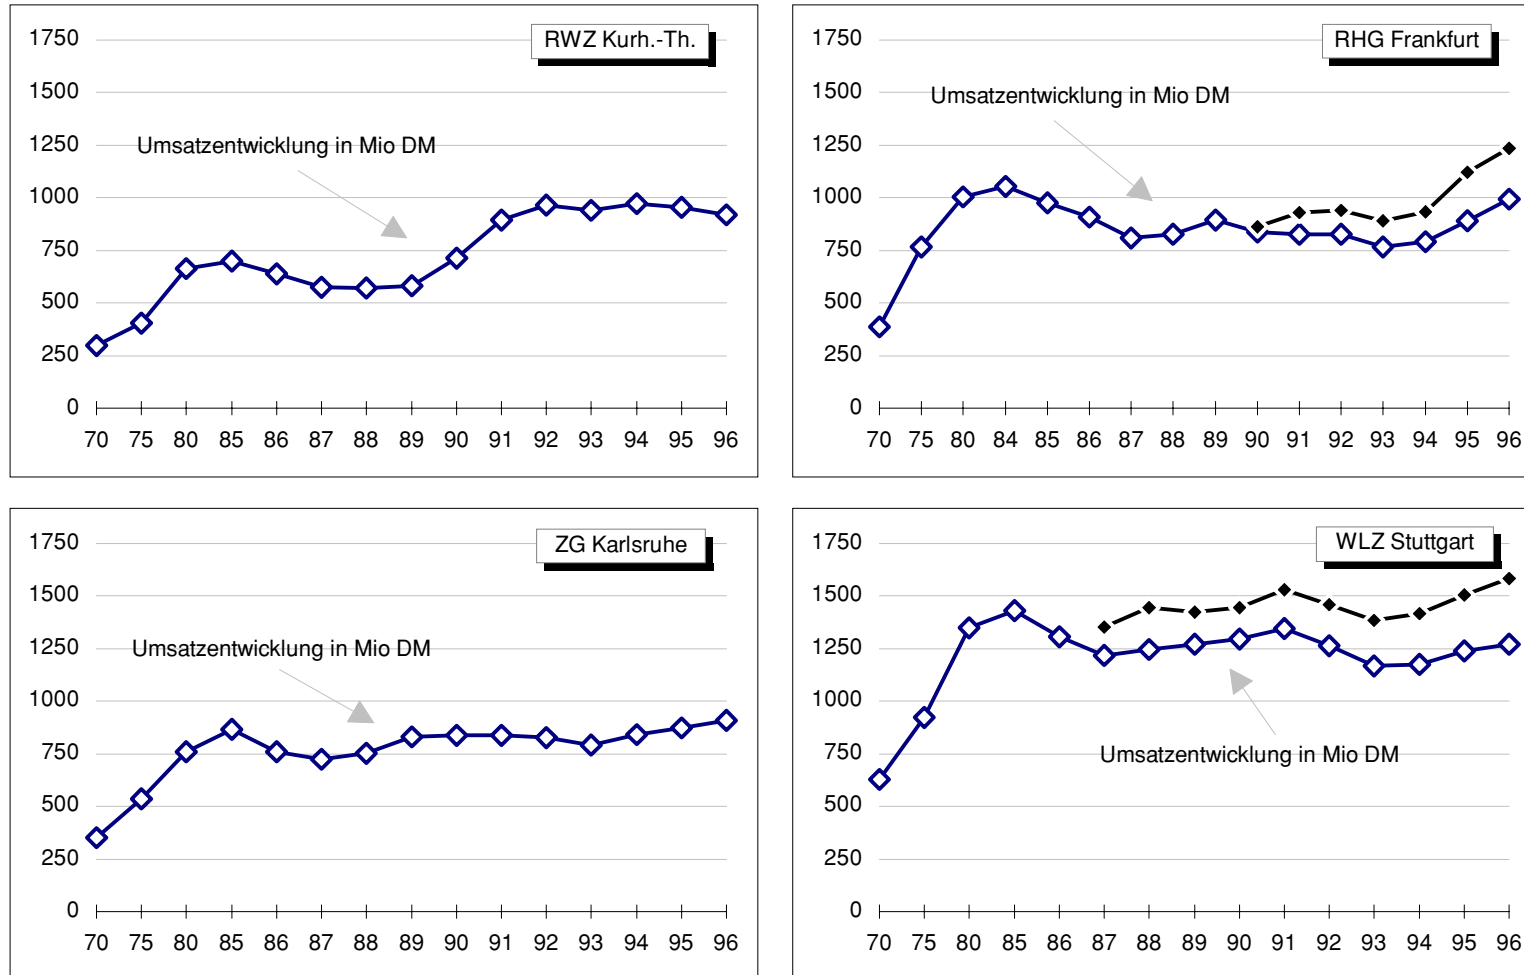 RWZ Kurh.-Th.
1750
1500
1250
1000
750
500
250
0
Umsatzentwicklung in Mio DM
70 75 80 85 86 87 88 89 90 91 92 93 94 95 96
RHG Frankfurt
1750
1500
1250
1000
750
500
250
0
Umsatzentwicklung in Mio DM
70 75 80 84 85 86 87 88 89 90 91 92 93 94 95 96
ZG Karlsruhe
1750
1500
1250
1000
750
500
250
0
Umsatzentwicklung in Mio DM
70 75 80 85 86 87 88 89 90 91 92 93 94 95 96
WLZ Stuttgart
1750
1500
1250
1000
750
500
250
0
Umsatzentwicklung in Mio DM
70 75 80 85 86 87 88 89 90 91 92 93 94 95 96